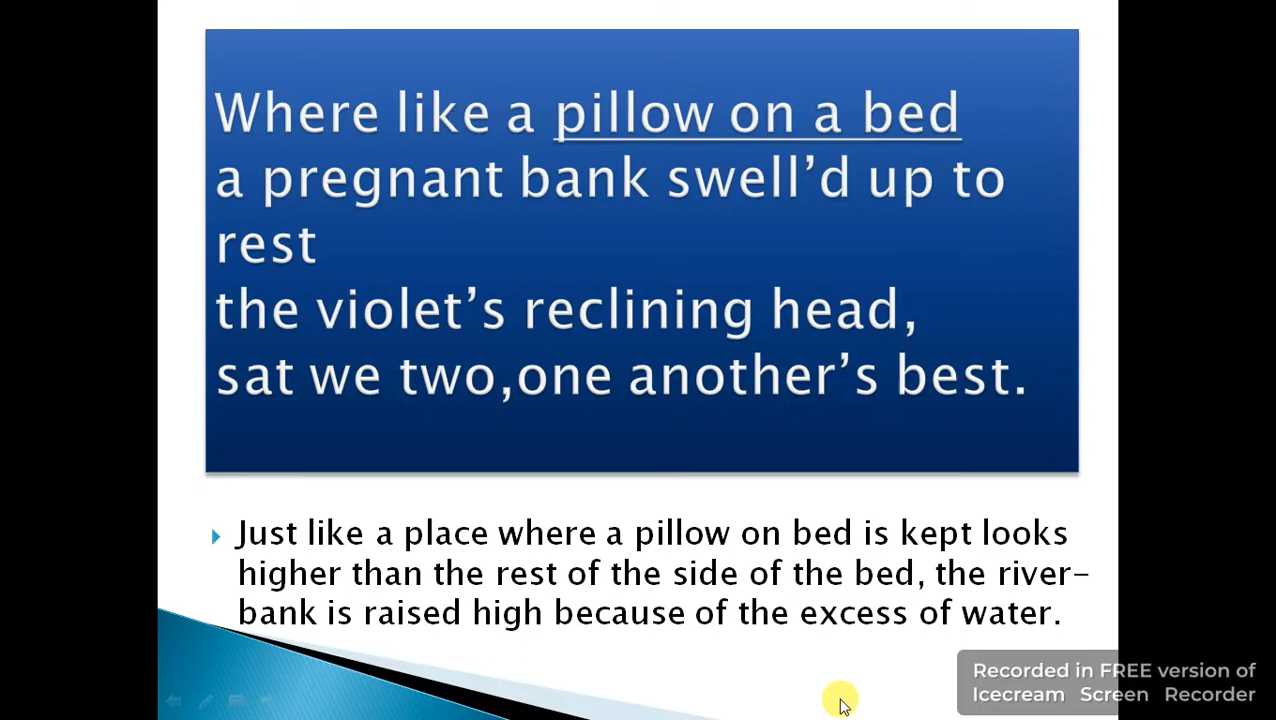 Where like a pillow on a bed
a pregnant bank swell’d up to
rest
the violet’s reclining head,
sat we two,one another’s best.
Just like a place where a pillow on bed is kept looks
higher than the rest of the side of the bed, the river-
bank is raised high because of the excess of water.
Recorded in FREE version of
Icecream Screen Recorder